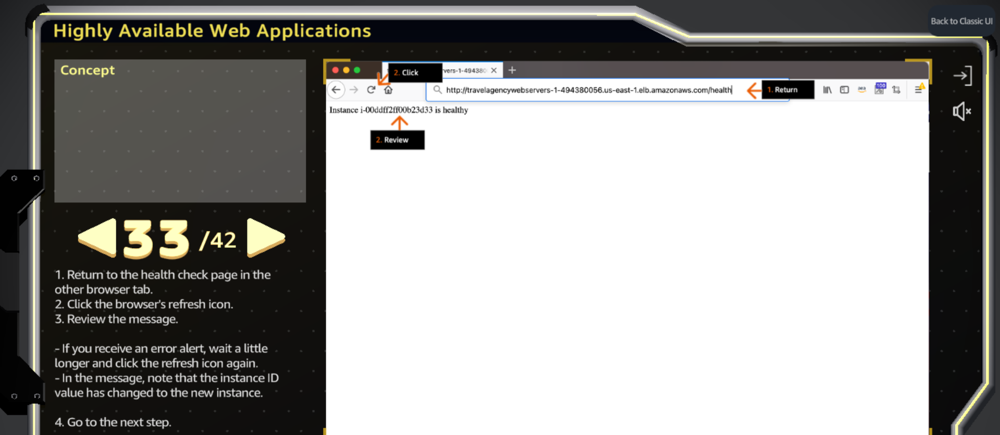 Back to Classic UI
Highly Available Web Applications
Concept
33 /42
1. Return to the health check page in the
other browser tab.
2. Click the browser's refresh icon.
3. Review the message.
- If you receive an error alert, wait a little
longer and click the refresh icon again.
- In the message, note that the instance ID
value has changed to the new instance.
4. Go to the next step.
2. Click
vers-1-494380
http://travelagencywebservers-1-494380056.us-east-1.elb.amazonaws.com/health
1. Return
aea
100
Instance i-00ddff2ff00b23d33 is healthy
2. Review